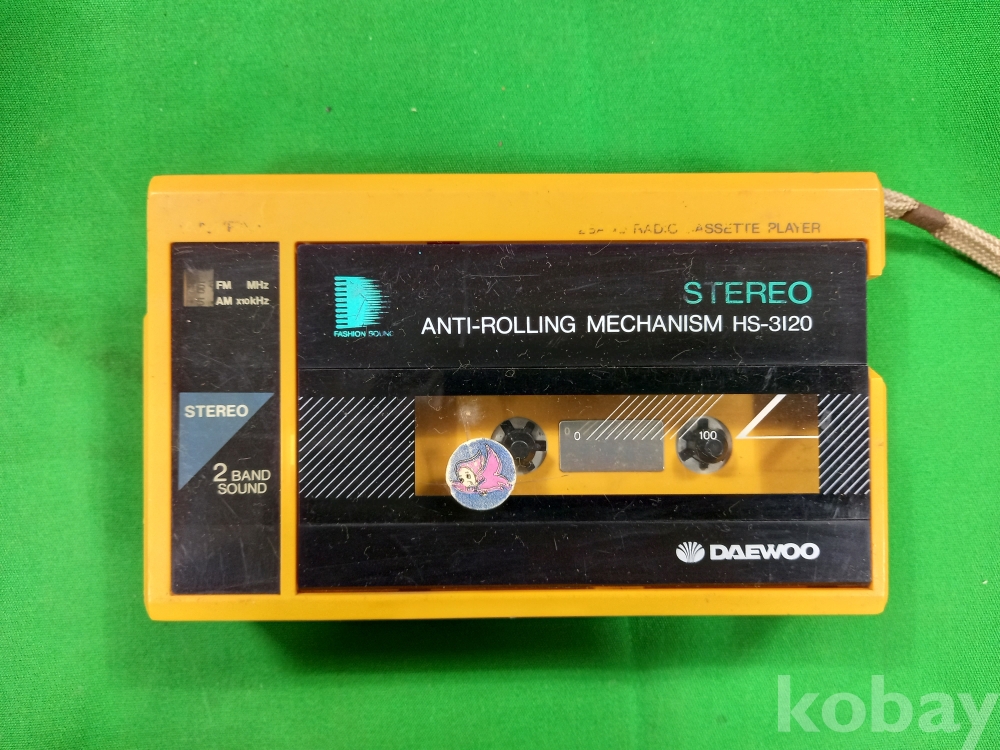 RADIO CASSETTE PLAYER
FM MHz
AM x10kHz
FASHION SOUND
STEREO
ANTI-ROLLING MECHANISM HS-3120
STEREO
2 BAND
SOUND
0 100
DAEWOO
kobay